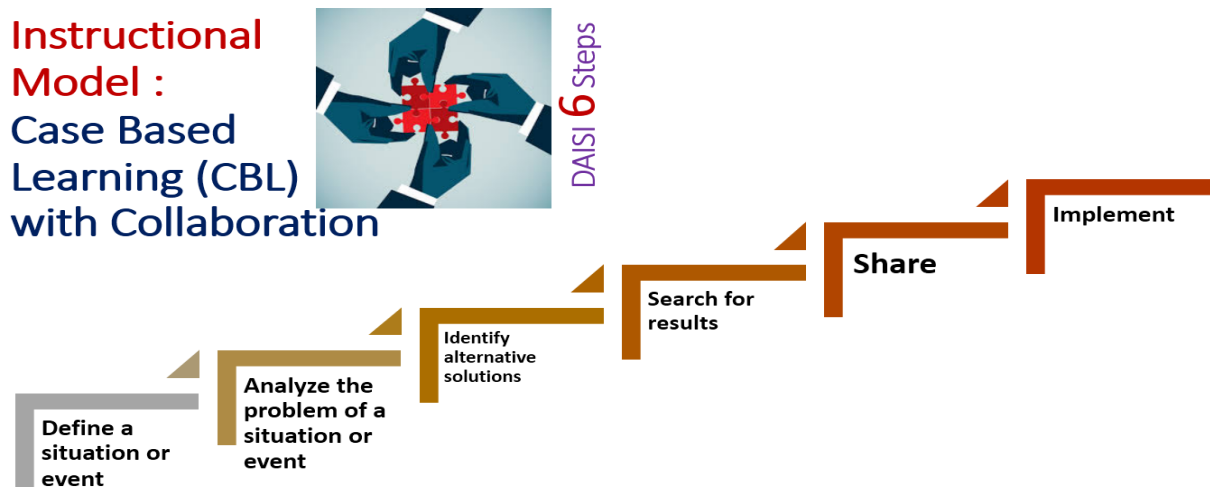 Instructional
Model :
Case Based
Learning (CBL)
with Collaboration
DAISI 6 Steps
Define a
situation or
event
Analyze the
problem of a
situation or
event
Identify
alternative
solutions
Search for
results
Share
Implement